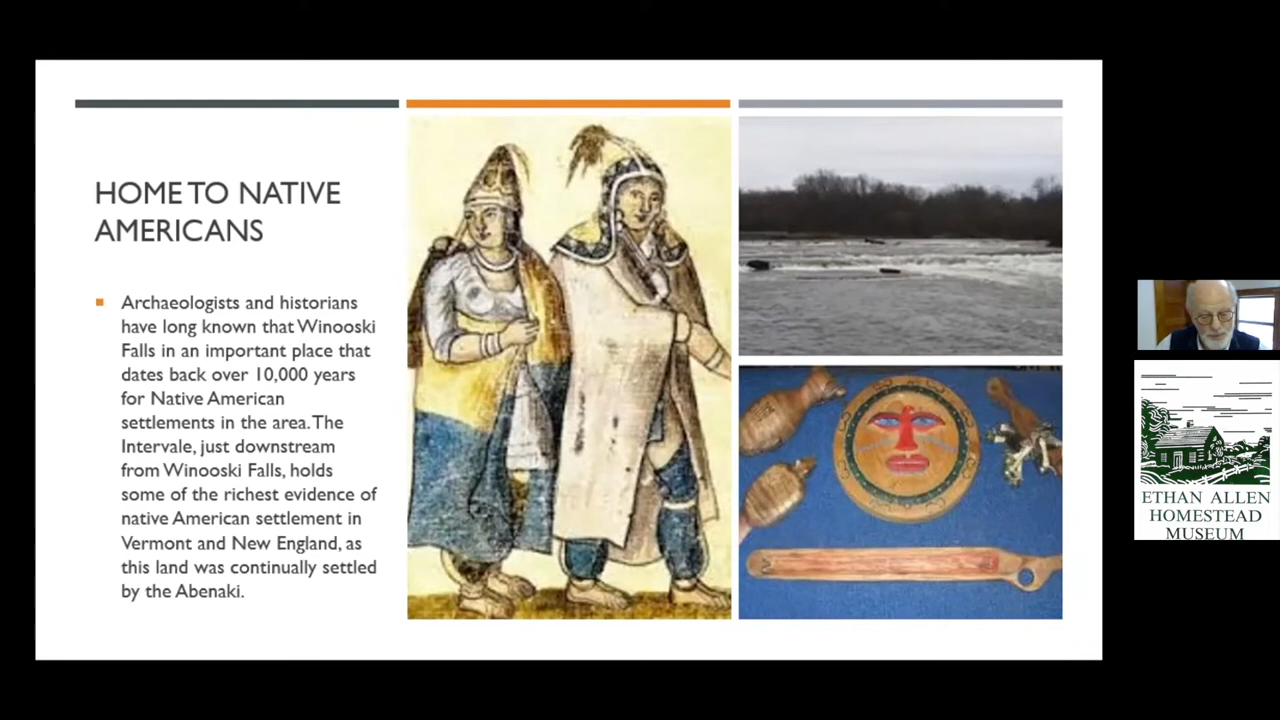 HOME TO NATIVE
AMERICANS
Archaeologists and historians
have long known that Winooski
Falls in an important place that
dates back over 10,000 years
for Native American
settlements in the area. The
Intervale, just downstream
from Winooski Falls, holds
some of the richest evidence of
native American settlement in
Vermont and New England, as
this land was continually settled
by the Abenaki.
ETHAN ALLEN
HOMESTEAD
MUSEUM